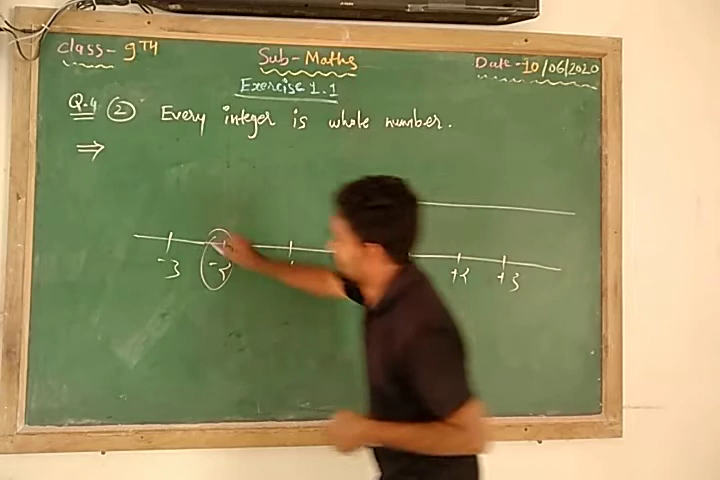 Class- 9TH
Sub- Maths
Date- 10/06/2020
Exercise 1.1
Q.4 (2) Every integer is whole number.
⇒
-3 -2 +2 +3